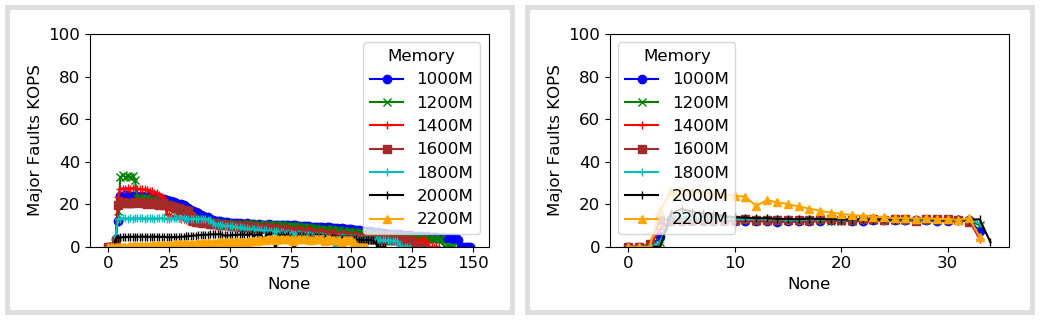 100
80
60
40
20
0
Major Faults KOPS
0 25 50 75 100 125 150
None
Memory
1000M
1200M
1400M
1600M
1800M
2000M
2200M
100
80
60
40
20
0
Major Faults KOPS
0 10 20 30
None
Memory
1000M
1200M
1400M
1600M
1800M
2000M
2200M